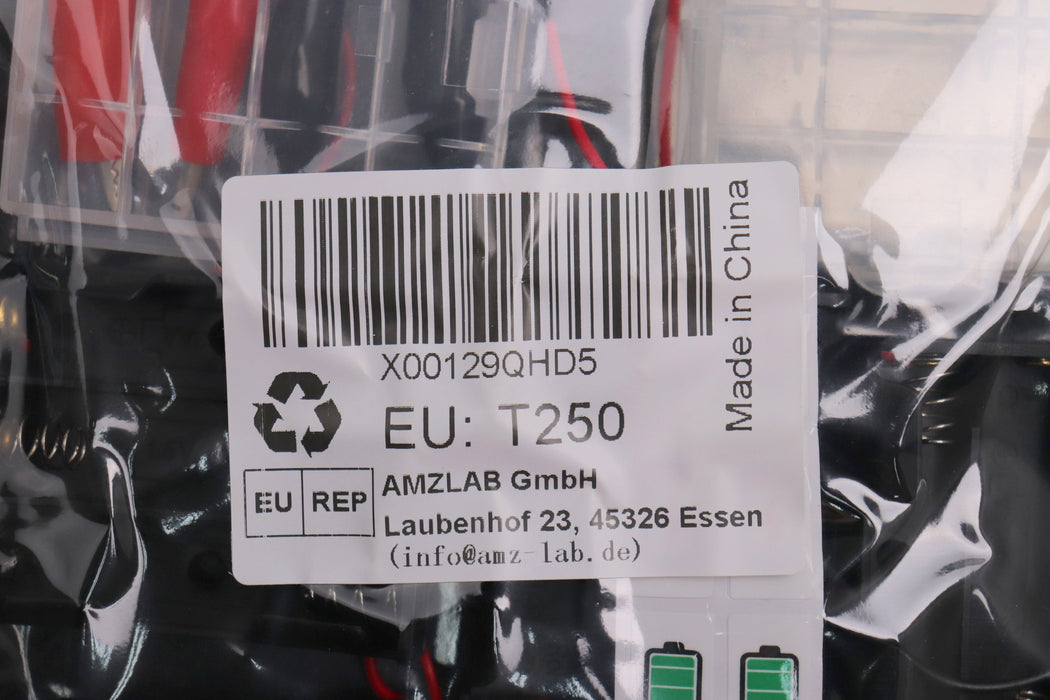 X00129QHD5
EU: T250
EU REP
AMZLAB GmbH
Laubenhof 23, 45326 Essen
(info@amz-lab.de)
Made in China